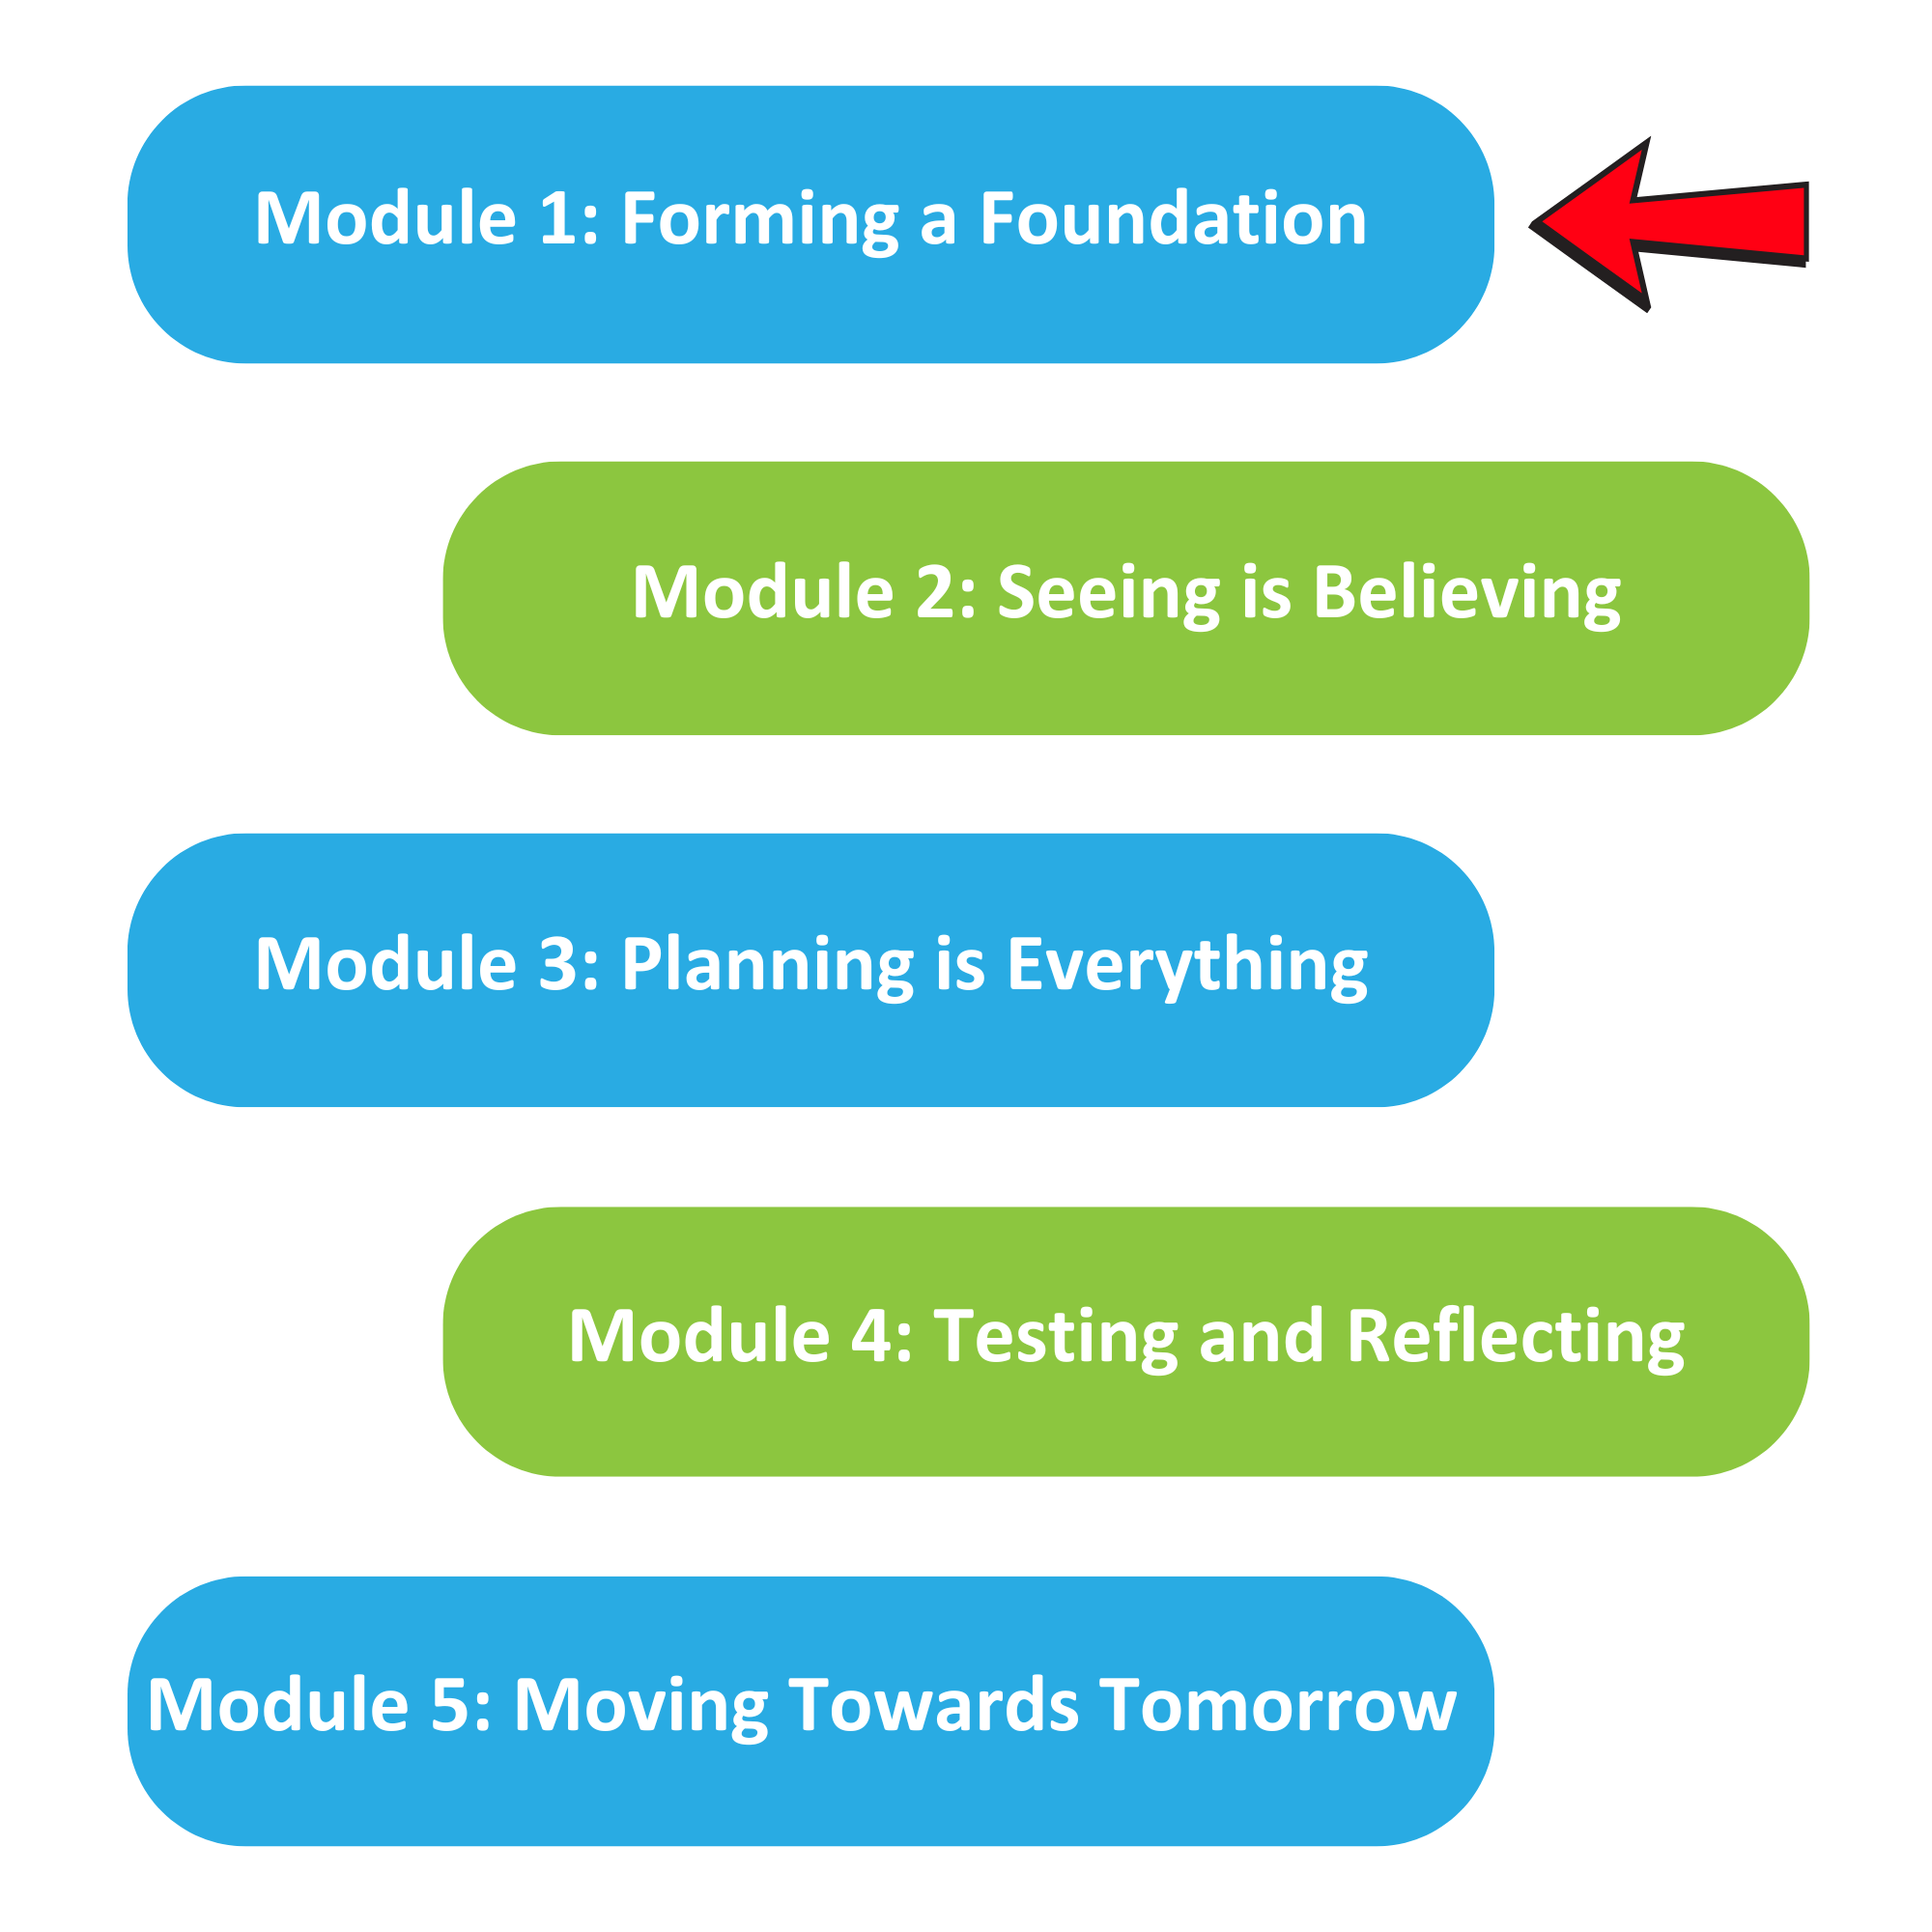 Module 1: Forming a Foundation
Module 2: Seeing is Believing
Module 3: Planning is Everything
Module 4: Testing and Reflecting
Module 5: Moving Towards Tomorrow